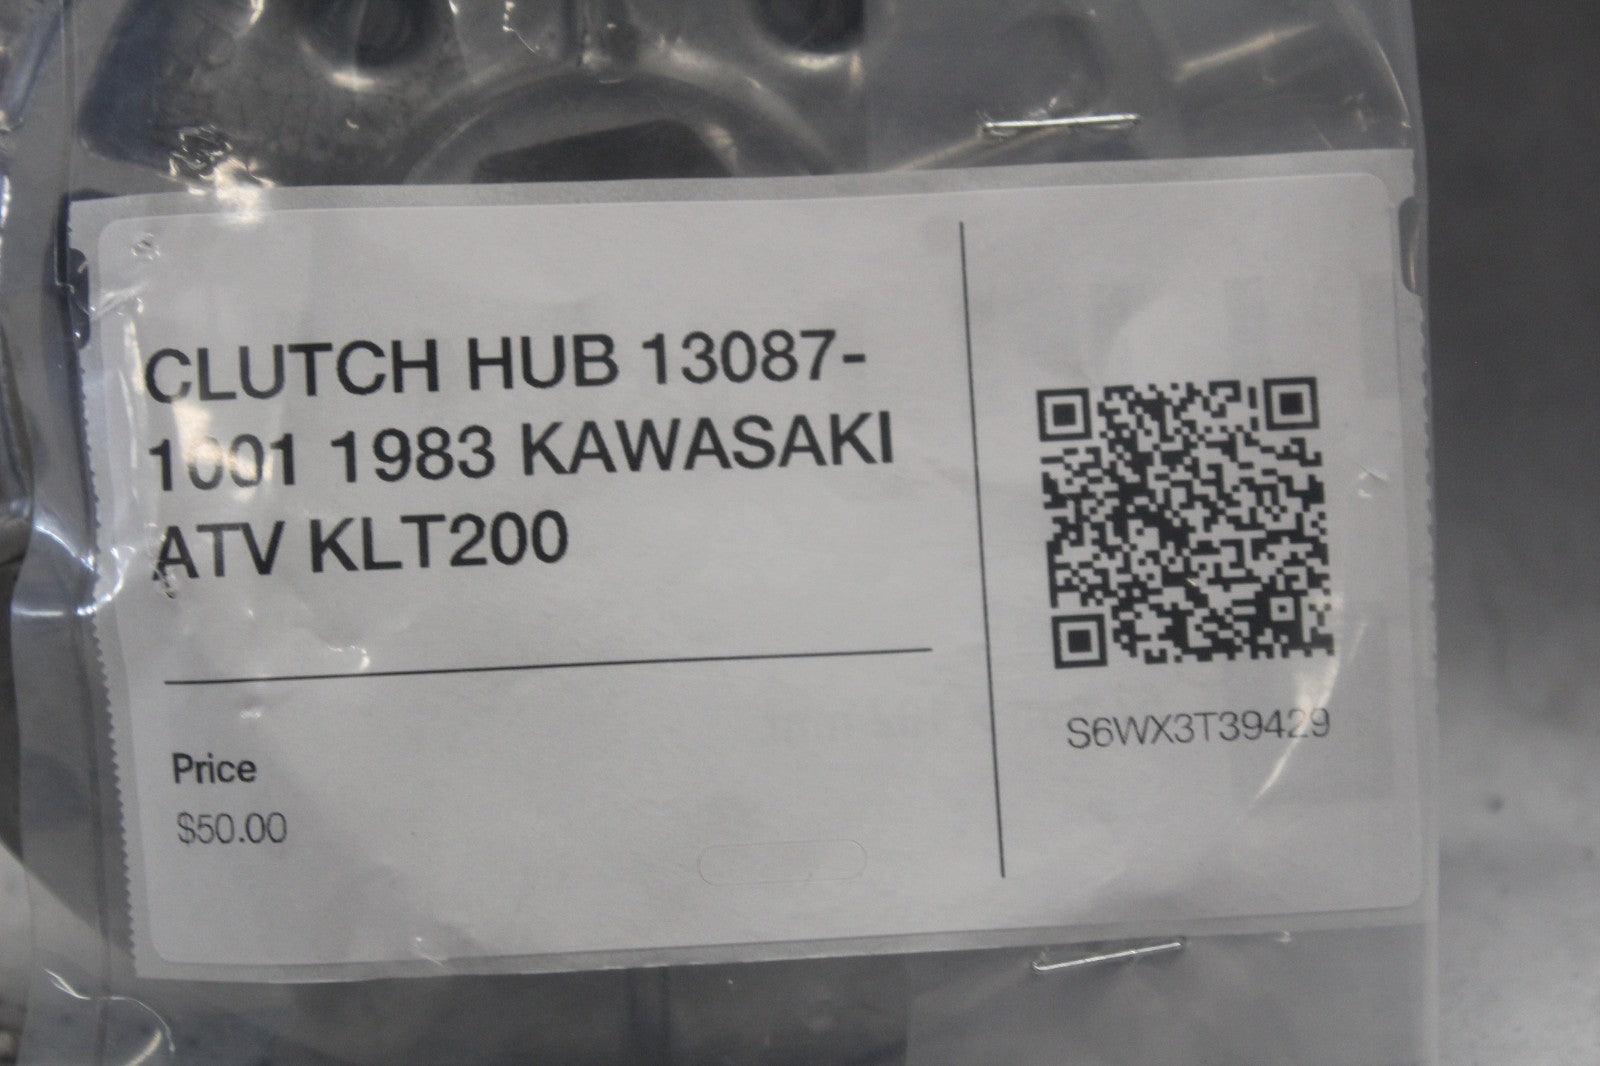 CLUTCH HUB 13087-
1001 1983 KAWASAKI
ATV KLT200
Price
$50.00
S6WX3T39429